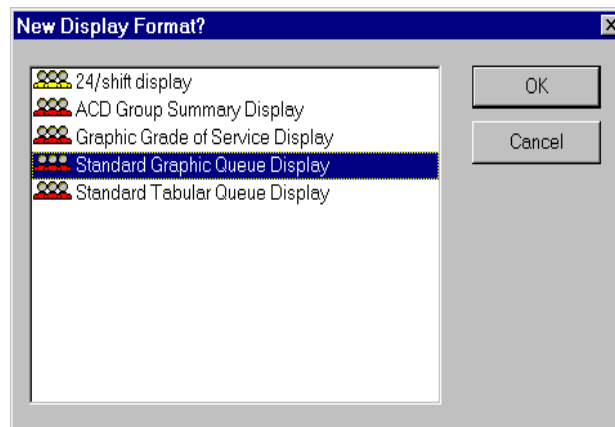 New Display Format?
24/shift display
ACD Group Summary Display
Graphic Grade of Service Display
Standard Graphic Queue Display
Standard Tabular Queue Display
OK
Cancel